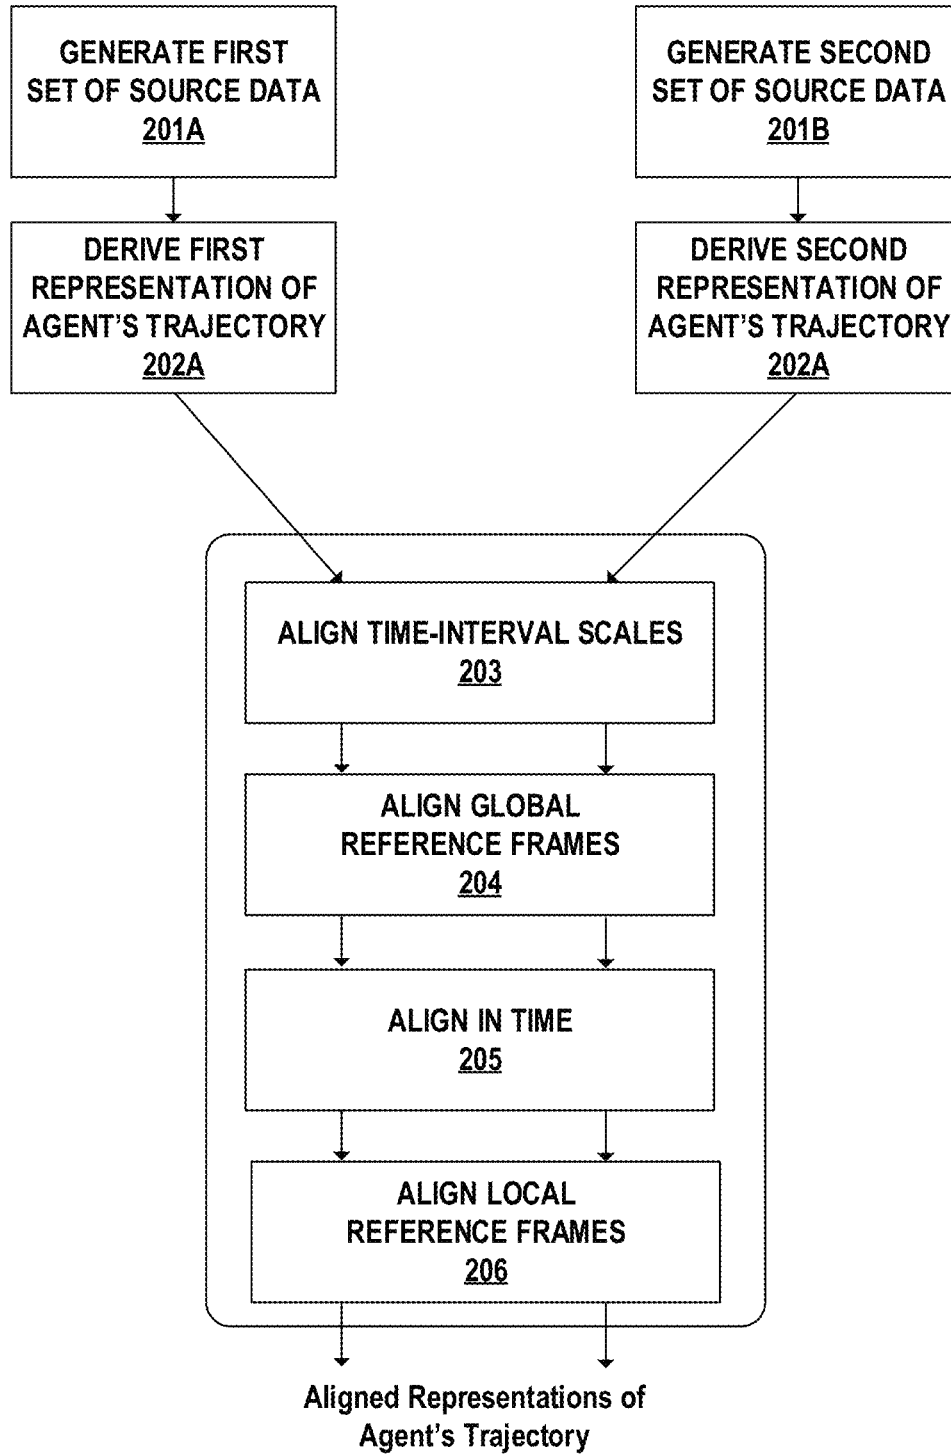 GENERATE FIRST
SET OF SOURCE DATA
201A
GENERATE SECOND
SET OF SOURCE DATA
201B
DERIVE FIRST
REPRESENTATION OF
AGENT'S TRAJECTORY
202A
DERIVE SECOND
REPRESENTATION OF
AGENT'S TRAJECTORY
202A
ALIGN TIME-INTERVAL SCALES
203
ALIGN GLOBAL
REFERENCE FRAMES
204
ALIGN IN TIME
205
ALIGN LOCAL
REFERENCE FRAMES
206
Aligned Representations of
Agent's Trajectory